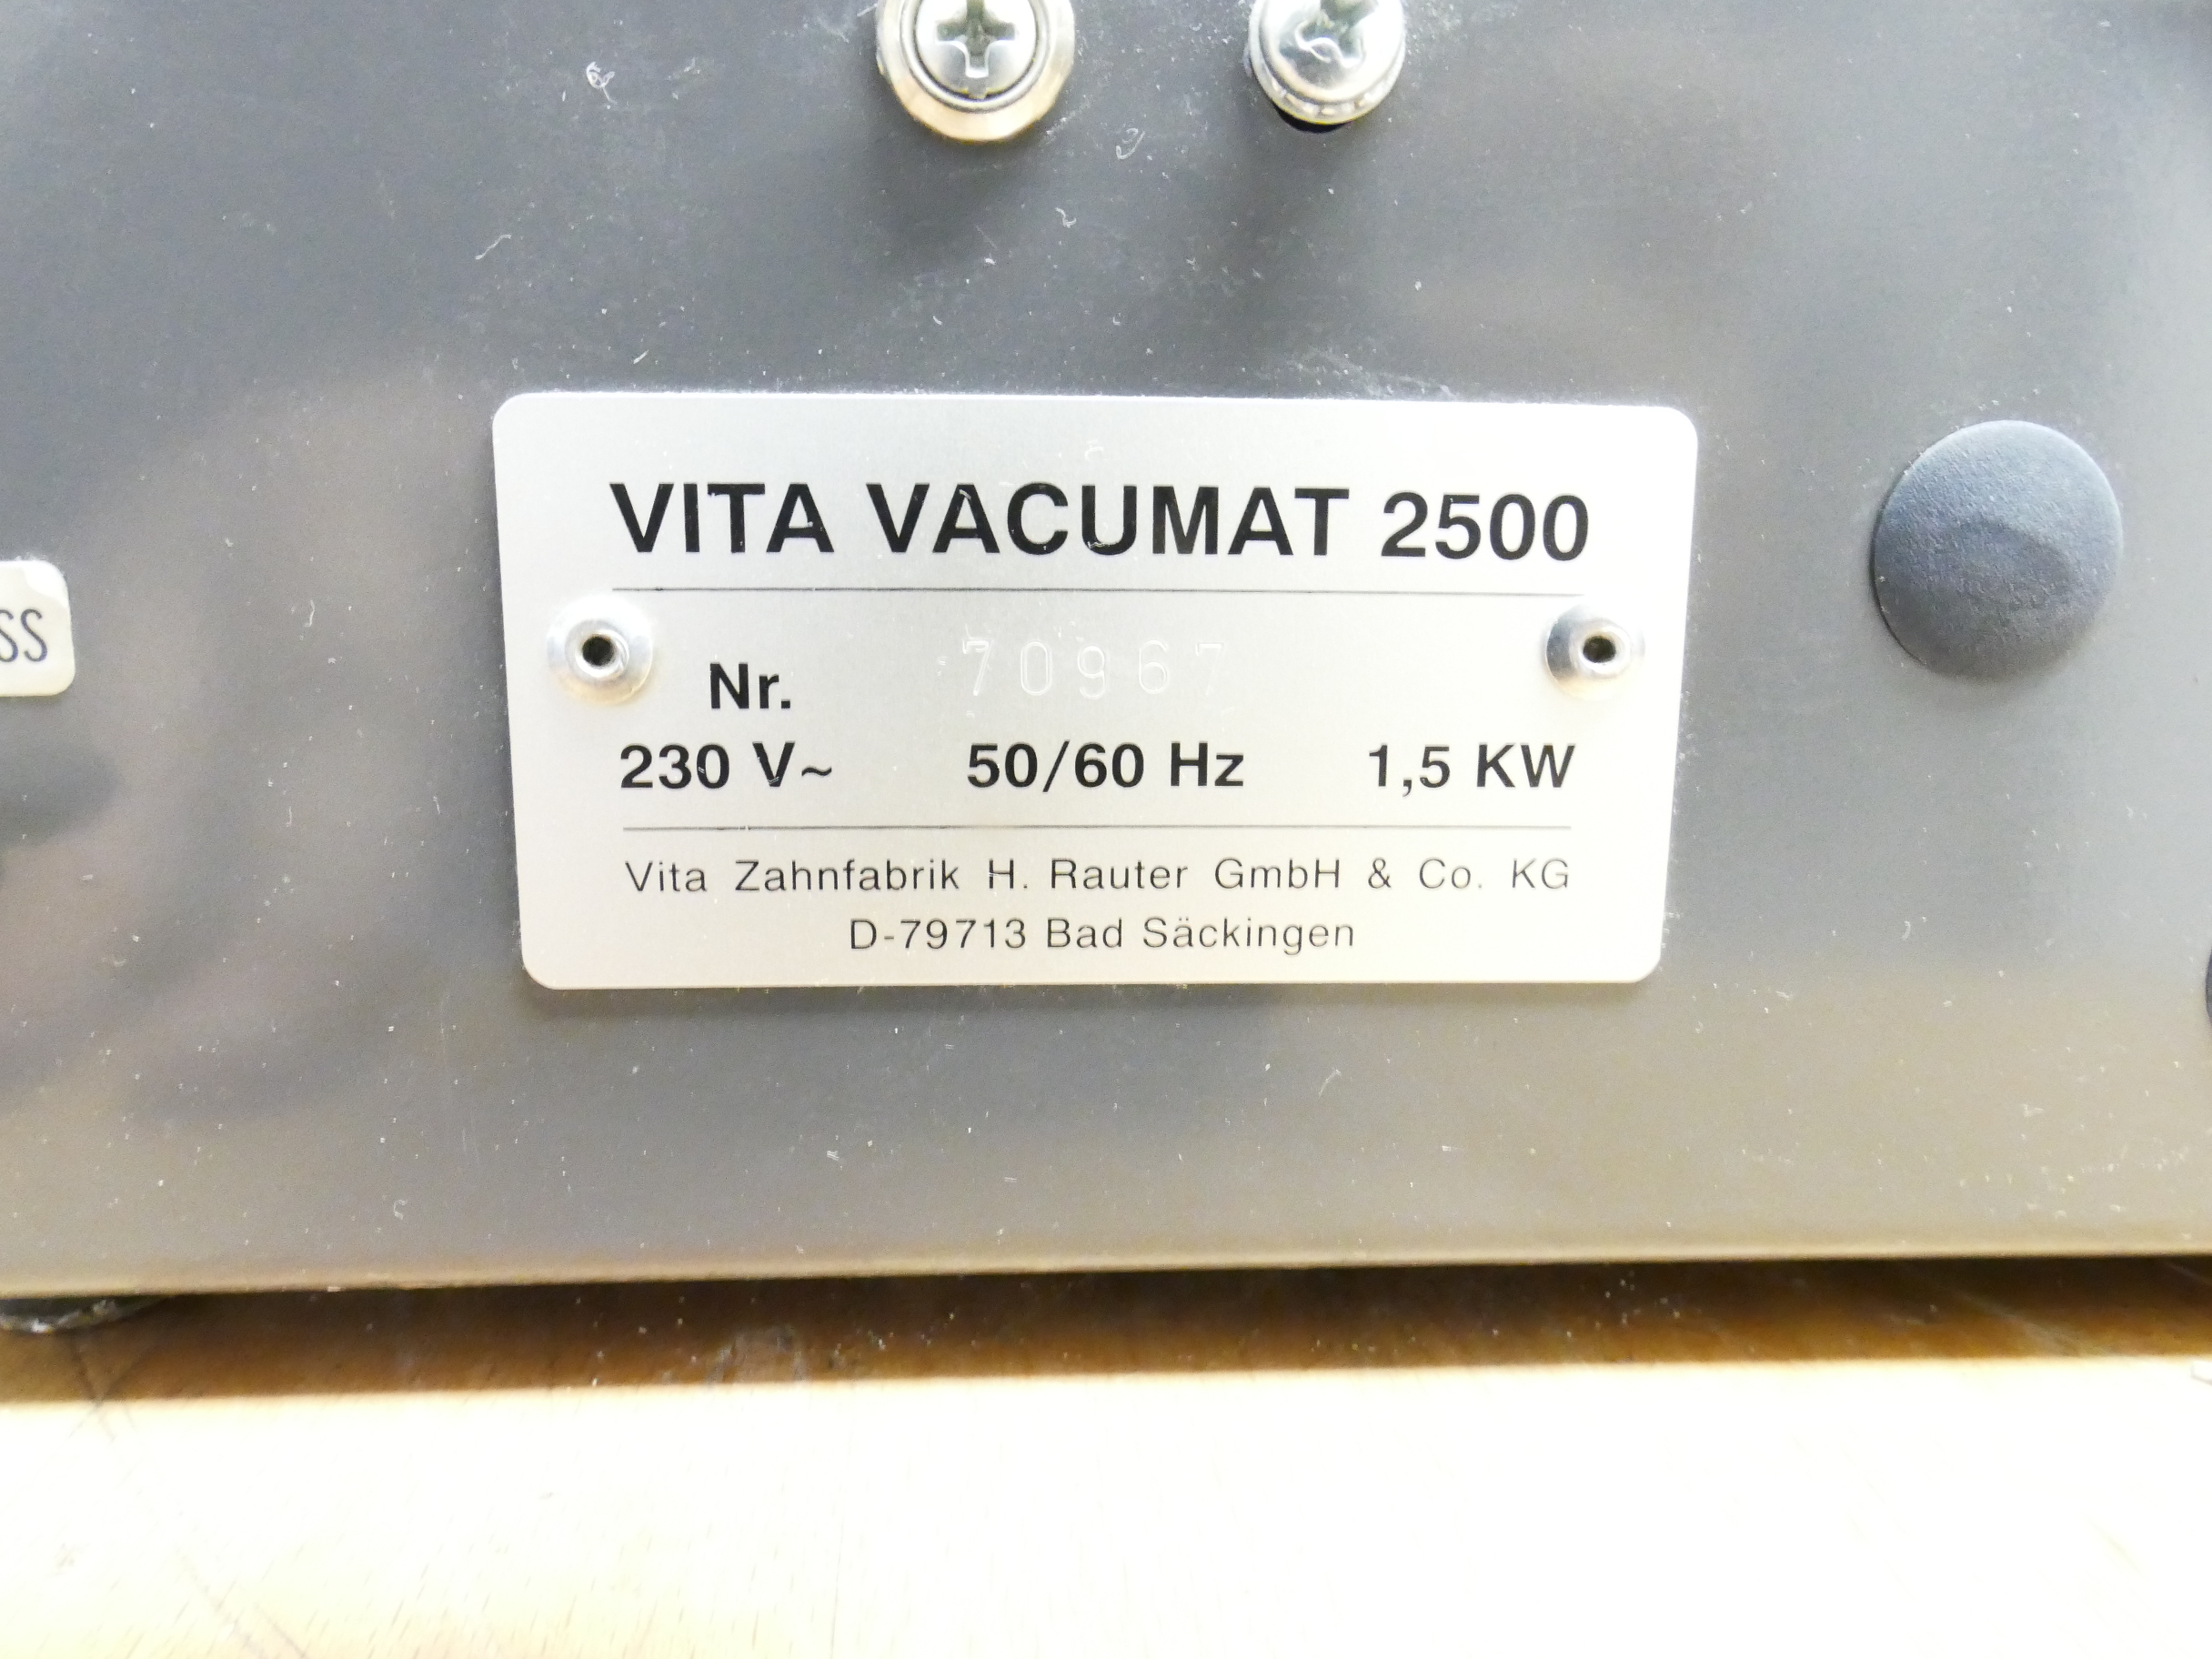 VITA VACUMAT 2500
Nr. 70967
230 V~ 50/60 Hz 1,5 KW
Vita Zahnfabrik H. Rauter GmbH & Co. KG
D-79713 Bad Säckingen
SS